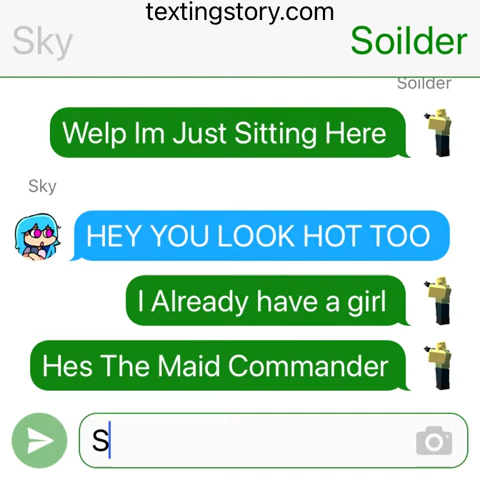 textingstory.com
Sky
Soilder
Soilder
Welp Im Just Sitting Here
Sky
HEY YOU LOOK HOT TOO
I Already have a girl
Hes The Maid Commander
S